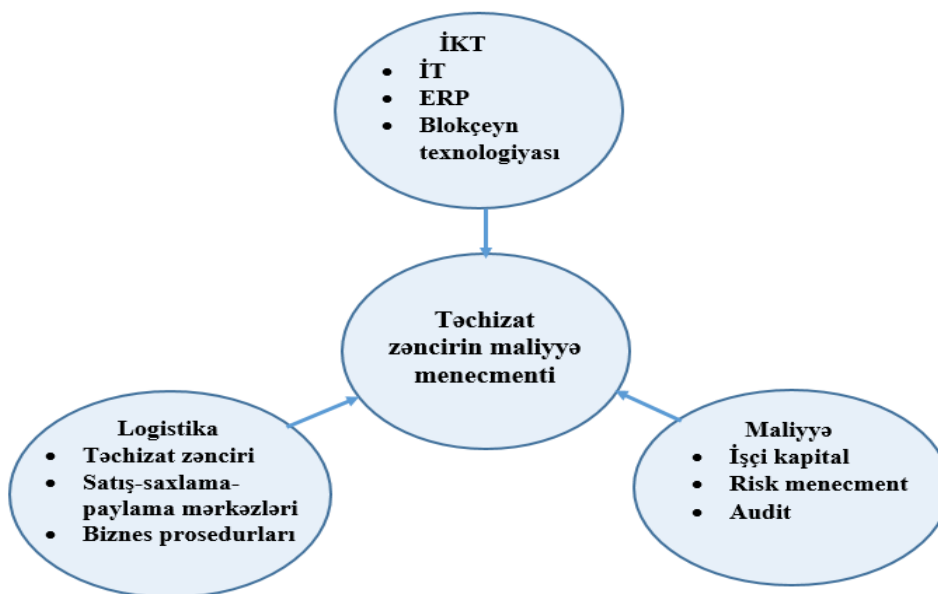 İKT
• İT
• ERP
• Blokçeyn
texnologiyası
Təchizat
zəncirin maliyyə
menecmenti
Logistika
• Təchizat zənciri
• Satış-saxlama-
paylama mərkəzləri
• Biznes prosedurları
Maliyyə
• İşçi kapital
• Risk menecment
• Audit